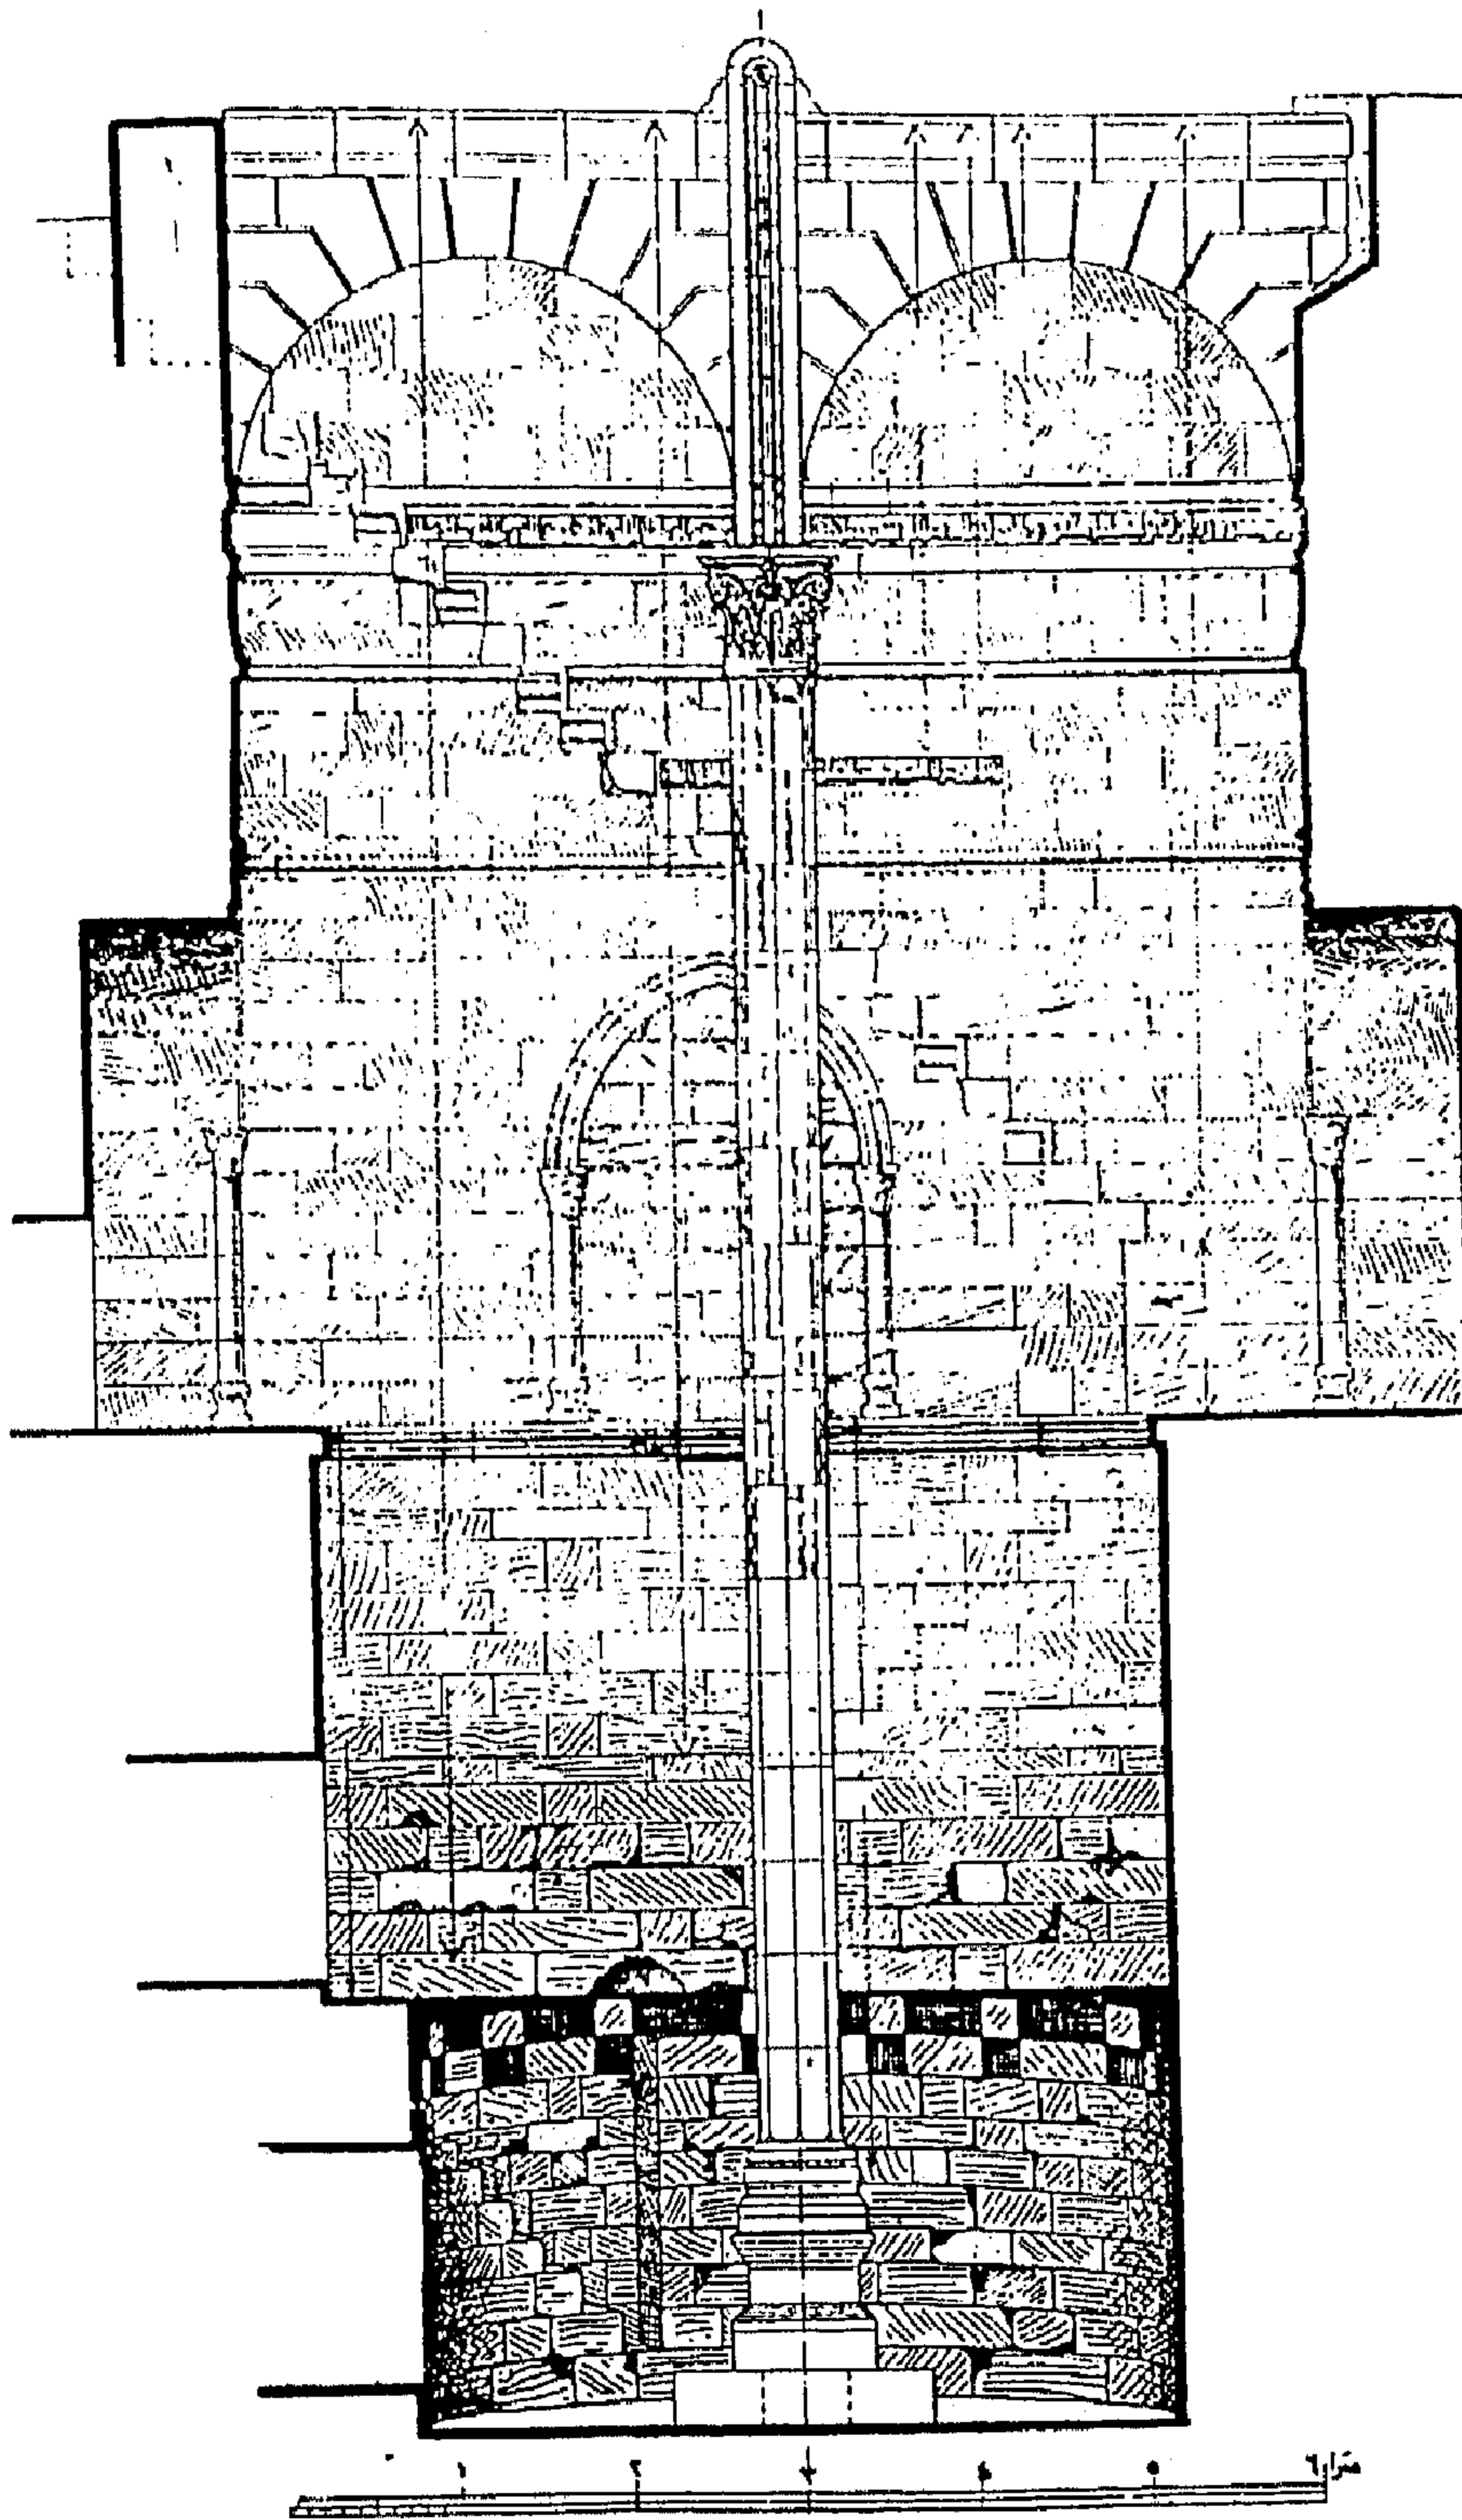 ٠ ١ ٢ ٣ ٤ ٥ ٦ مترا